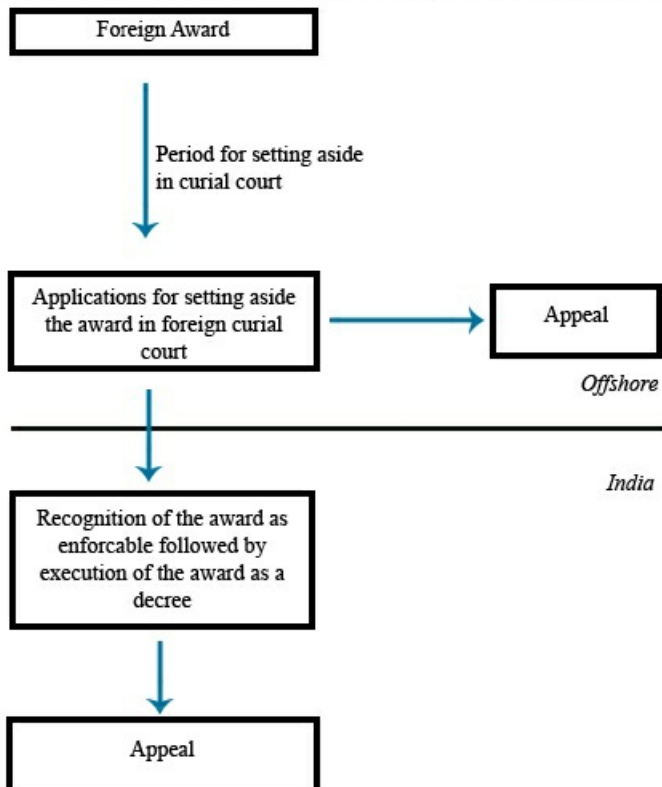 Foreign Award
Period for setting aside
in curial court
Applications for setting aside
the award in foreign curial
court
Appeal
Offshore
India
Recognition of the award as
enforcable followed by
execution of the award as a
decree
Appeal